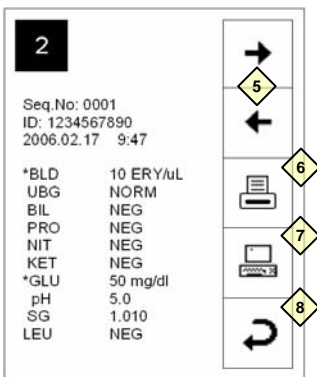 2
Seq.No: 0001
ID: 1234567890
2006.02.17 9:47
*BLD 10 ERY/uL
UBG NORM
BIL NEG
PRO NEG
NIT NEG
KET NEG
*GLU 50 mg/dl
pH 5.0
SG 1.010
LEU NEG
5
6
7
8